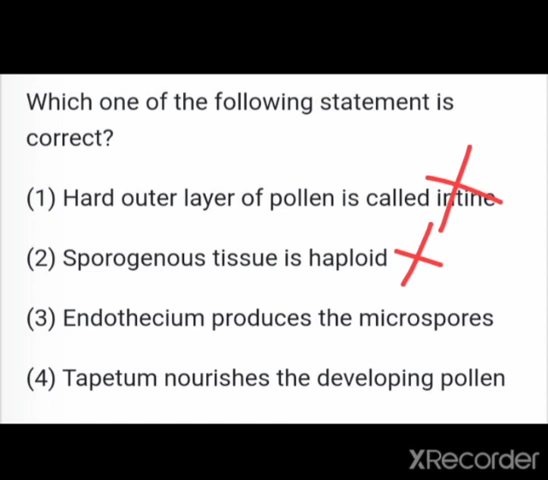 Which one of the following statement is
correct?
(1) Hard outer layer of pollen is called intine
(2) Sporogenous tissue is haploid
(3) Endothecium produces the microspores
(4) Tapetum nourishes the developing pollen
XRecorder